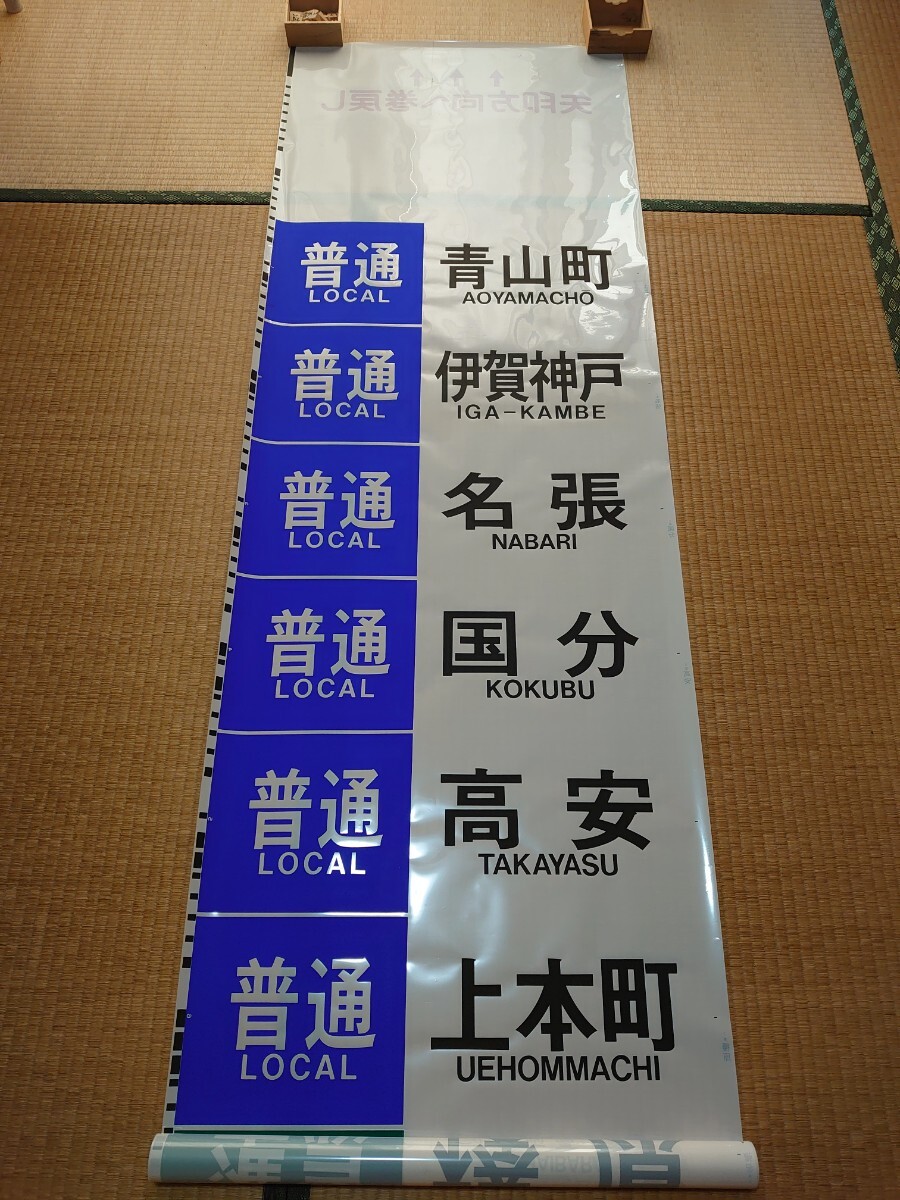 矢印方向へ巻戻し
普通 青山町
LOCAL AOYAMACHO
普通 伊賀神戸
LOCAL IGA-KAMBE
普通 名張
LOCAL NABARI
普通 国分
LOCAL KOKUBU
普通 高安
LOCAL TAKAYASU
普通 上本町
LOCAL UEHOMMACHI